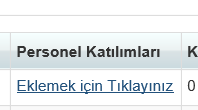 Personel Katılımları K
Eklemek için Tıklayınız 0